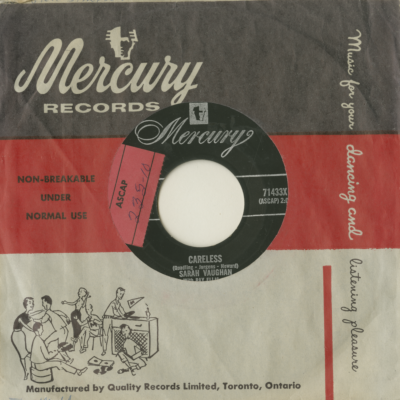 Mercury
RECORDS
Music for your dancing and listening pleasure
NON-BREAKABLE
UNDER
NORMAL USE
Mercury
ASCAP
71433X
(ASCAP)
CARELESS
SARAH VAUGHAN
Manufactured by Quality Records Limited, Toronto, Ontario